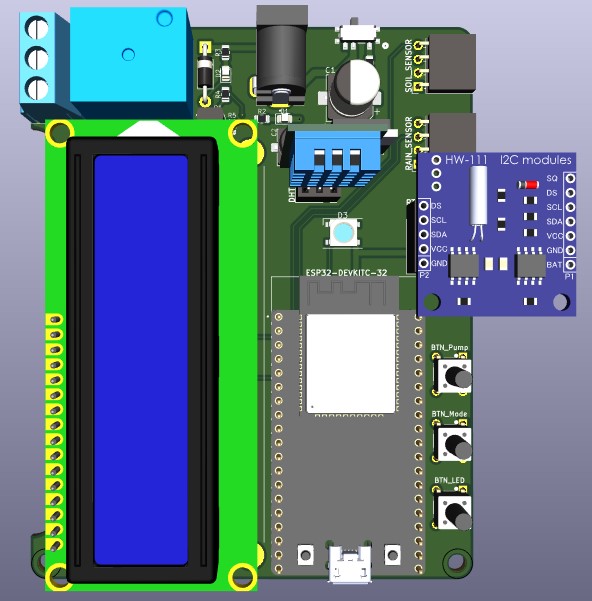 SOIL_SENSOR
C1
R2
R5
RAIN_SENSOR
HW-111 I2C modules
SQ
DS
SCL
SDA
VCC
GND
BAT
P1
DS
SCL
SDA
VCC
GND
P2
DHT
D3
ESP32-DEVKITC-32
BTN_Pump
BTN_Mode
BTN_LED